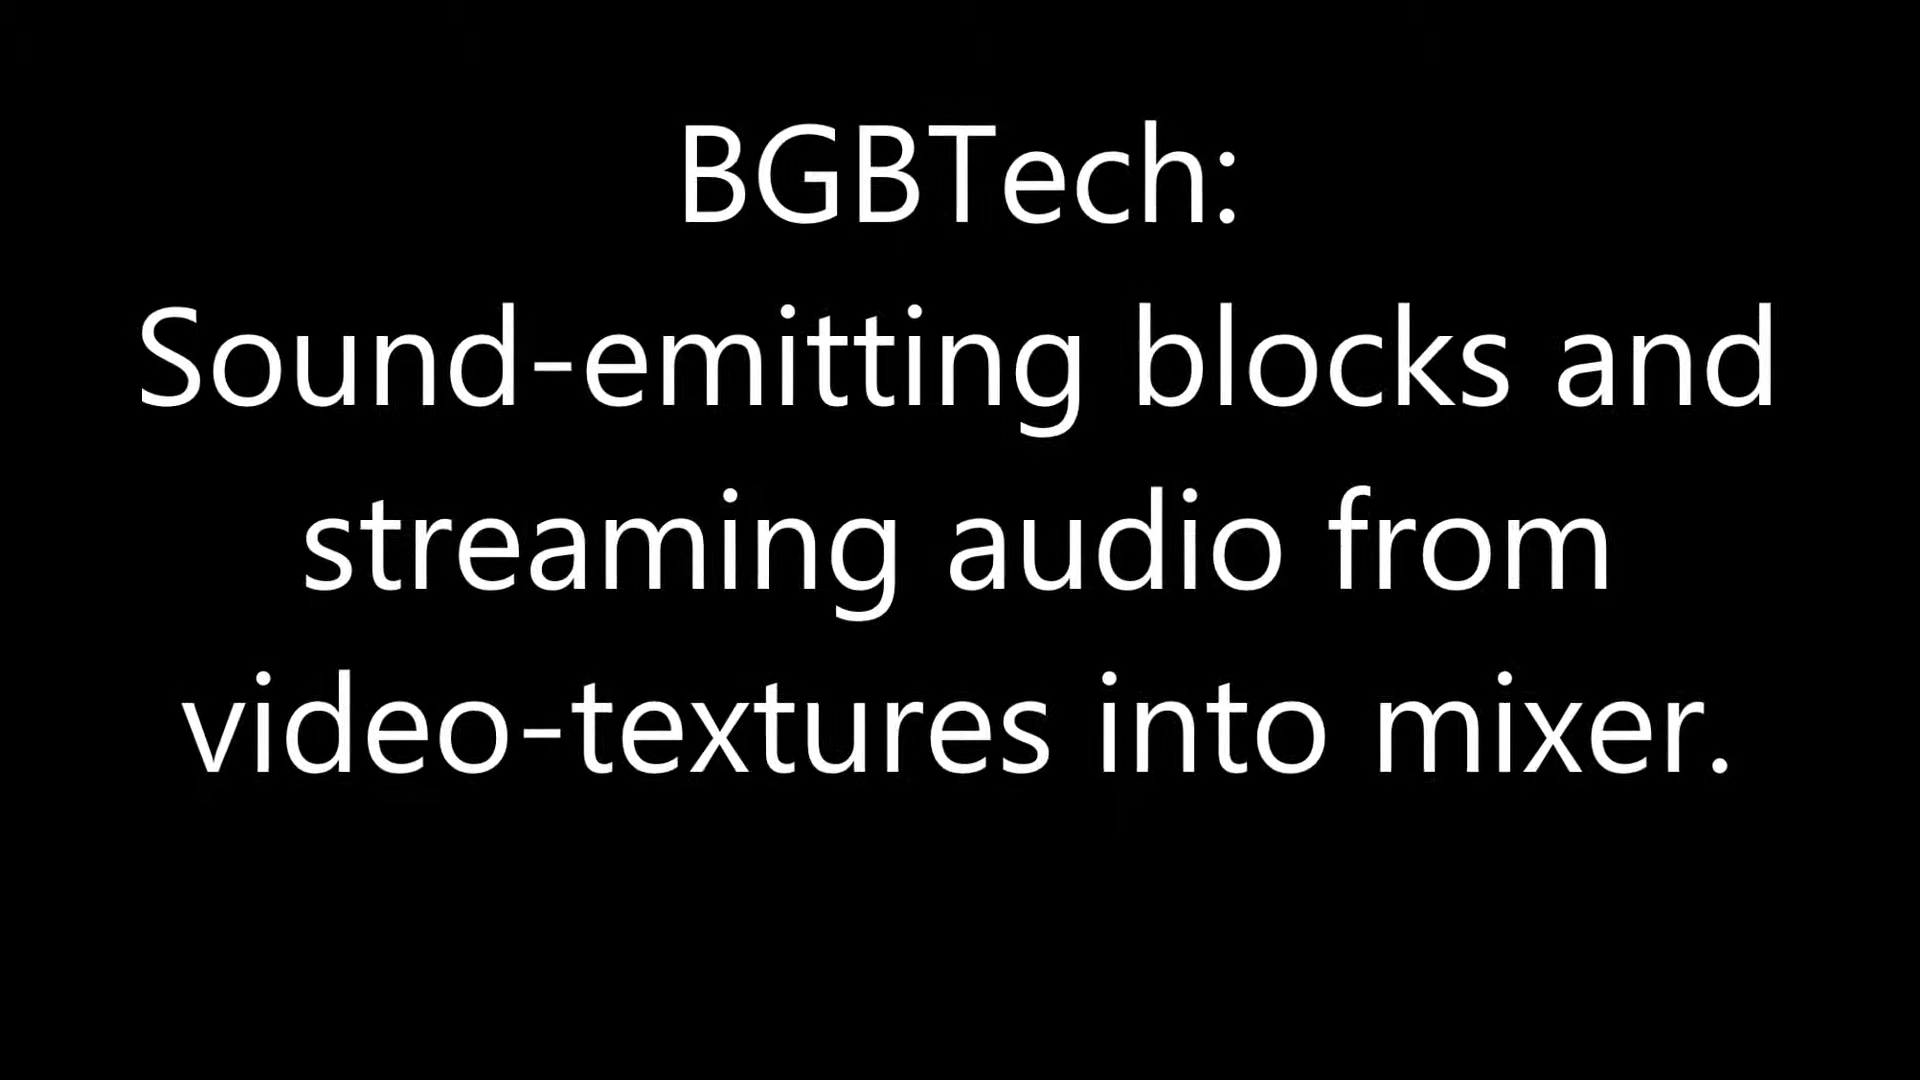 BGBTech:
Sound-emitting blocks and
streaming audio from
video-textures into mixer.